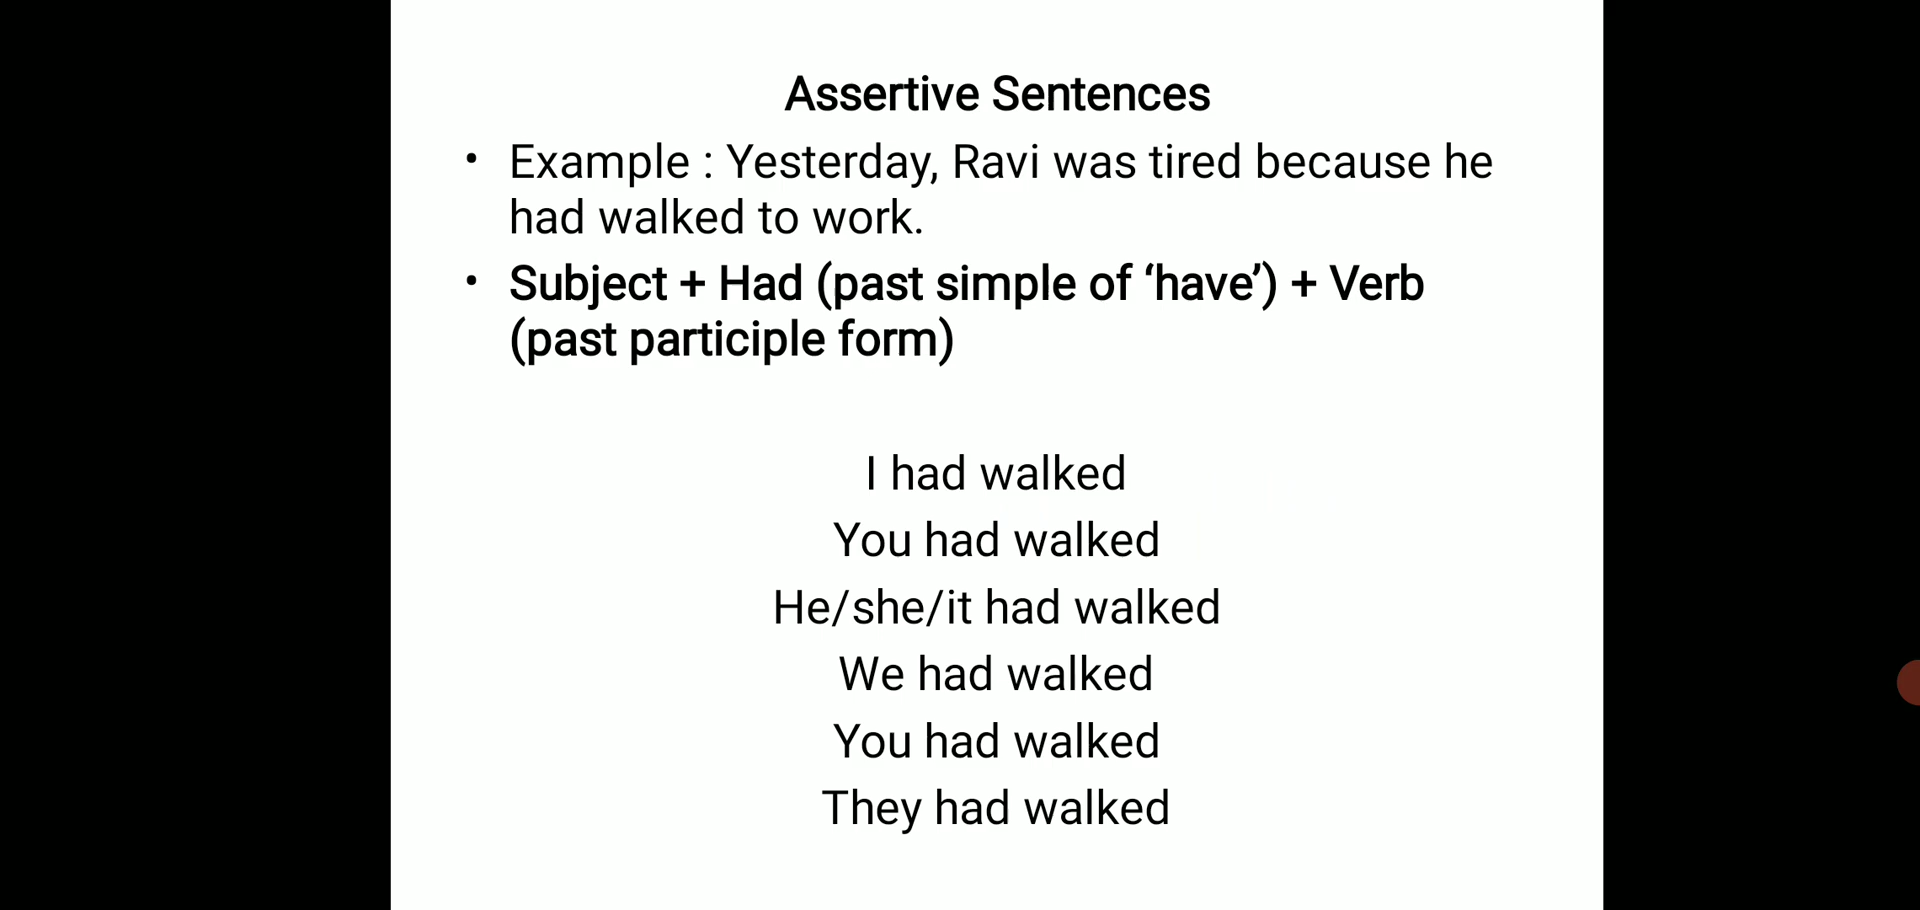 Assertive Sentences
• Example : Yesterday, Ravi was tired because he
had walked to work.
• Subject + Had (past simple of ‘have’) + Verb
(past participle form)
I had walked
You had walked
He/she/it had walked
We had walked
You had walked
They had walked